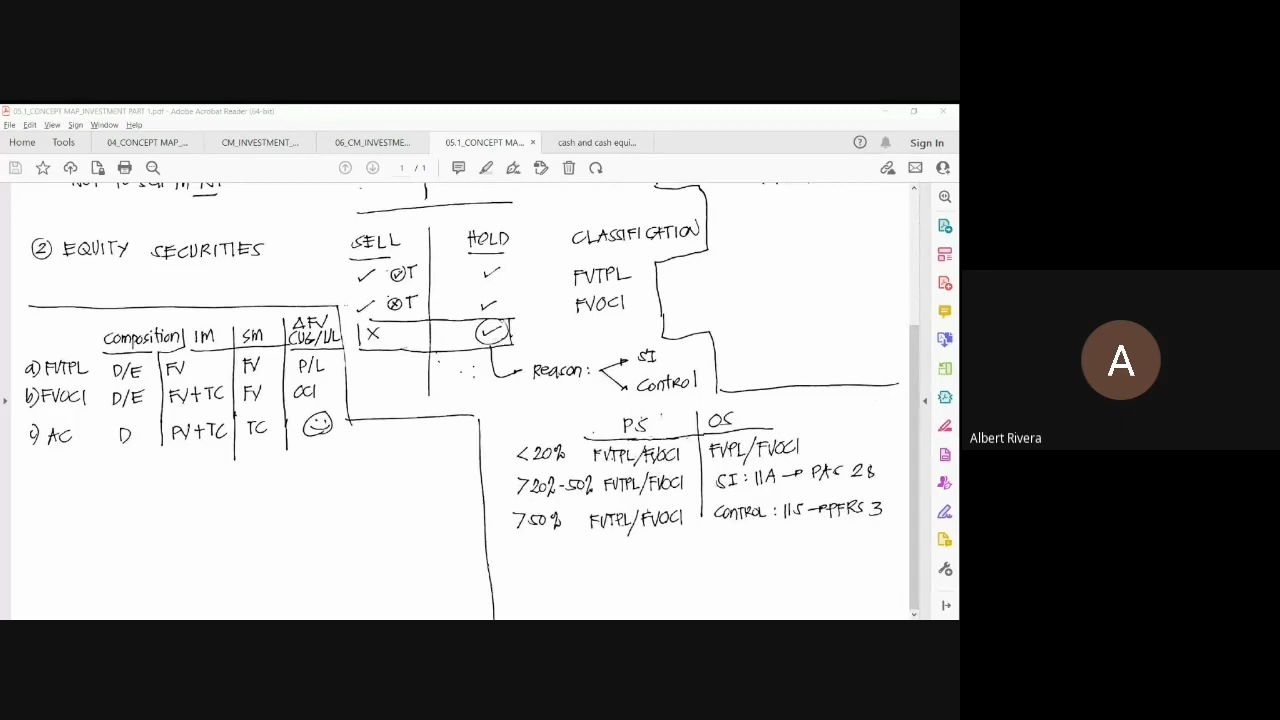 05.1_CONCEPT MAP_INVESTMENT PART 1.pdf - Adobe Acrobat Reader (64-bit)
File Edit View Sign Window Help
Home Tools 04_CONCEPT MAP_... CM_INVESTMENT_... 06_CM_INVESTME... 05.1_CONCEPT MA... × cash and cash equi... Sign In
1 / 1
② EQUITY SECURITIES
SELL HOLD CLASSIFICATION
✓ T ✓ FVTPL
✓ ⊗T ✓ FVOCI
X ✓
Reason: SI
Control
Composition IM SM Δ FV/
CUG/UL
a) FVTPL D/E FV FV P/L
b) FVOCI D/E FV+TC FV OCI
c) AC D FV+TC TC
PS OS
<20% FVTPL/FVOCI FVPL/FVOCI
>20%-50% FVTPL/FVOCI SI: IIA → PAS 28
>50% FVTPL/FVOCI CONTROL: IIS → PFRS 3
A
Albert Rivera